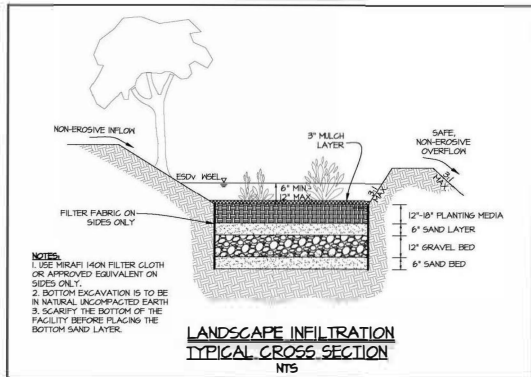 NON-EROSIVE INFLOW
3" MULCH
LAYER
SAFE,
NON-EROSIVE
OVERFLOW
ESDv WSEL
6" MIN
12" MAX
3:1
MAX
3:1
MAX
FILTER FABRIC ON
SIDES ONLY
12"-18" PLANTING MEDIA
6" SAND LAYER
12" GRAVEL BED
6" SAND BED
NOTES:
1. USE MIRAFI 140N FILTER CLOTH
OR APPROVED EQUIVALENT ON
SIDES ONLY.
2. BOTTOM EXCAVATION IS TO BE
IN NATURAL UNCOMPACTED EARTH
3. SCARIFY THE BOTTOM OF THE
FACILITY BEFORE PLACING THE
BOTTOM SAND LAYER.
LANDSCAPE INFILTRATION
TYPICAL CROSS SECTION
NTS